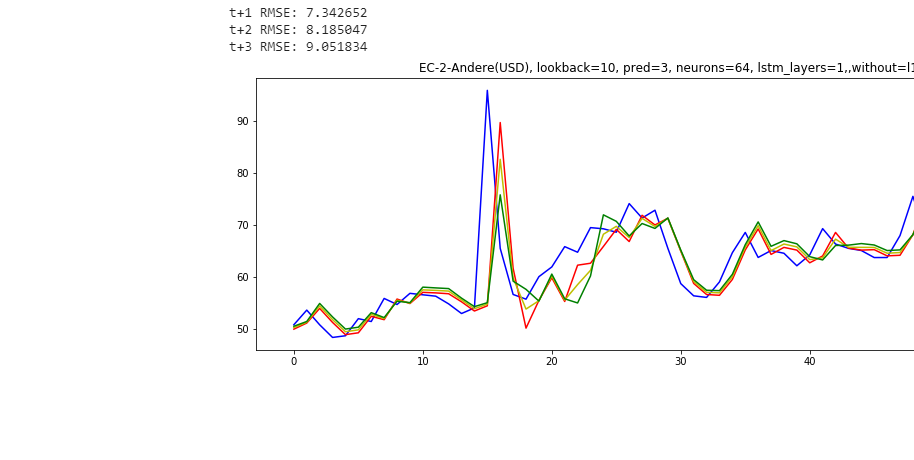 t+1 RMSE: 7.342652
t+2 RMSE: 8.185047
t+3 RMSE: 9.051834
EC-2-Andere(USD), lookback=10, pred=3, neurons=64, lstm_layers=1,,without=l1
90
80
70
60
50
0 10 20 30 40